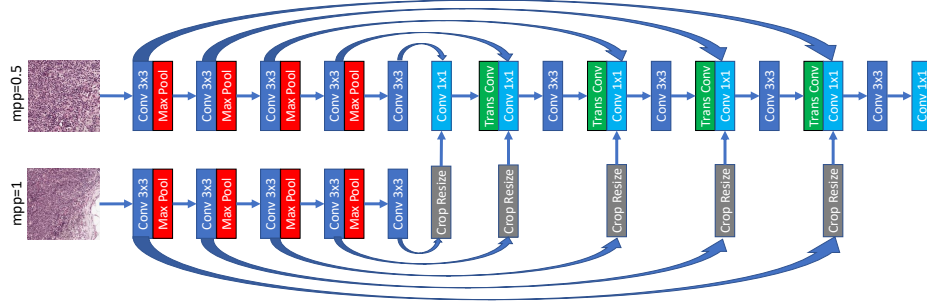 mpp=0.5
Conv 3x3
Max Pool
Conv 3x3
Max Pool
Conv 3x3
Max Pool
Conv 3x3
Max Pool
Conv 3x3
Conv 1x1
Trans Conv
Conv 1x1
Conv 3x3
Trans Conv
Conv 1x1
Conv 3x3
Trans Conv
Conv 1x1
Conv 3x3
Trans Conv
Conv 1x1
Conv 3x3
Conv 1x1
mpp=1
Conv 3x3
Max Pool
Conv 3x3
Max Pool
Conv 3x3
Max Pool
Conv 3x3
Max Pool
Conv 3x3
Crop Resize
Crop Resize
Crop Resize
Crop Resize
Crop Resize